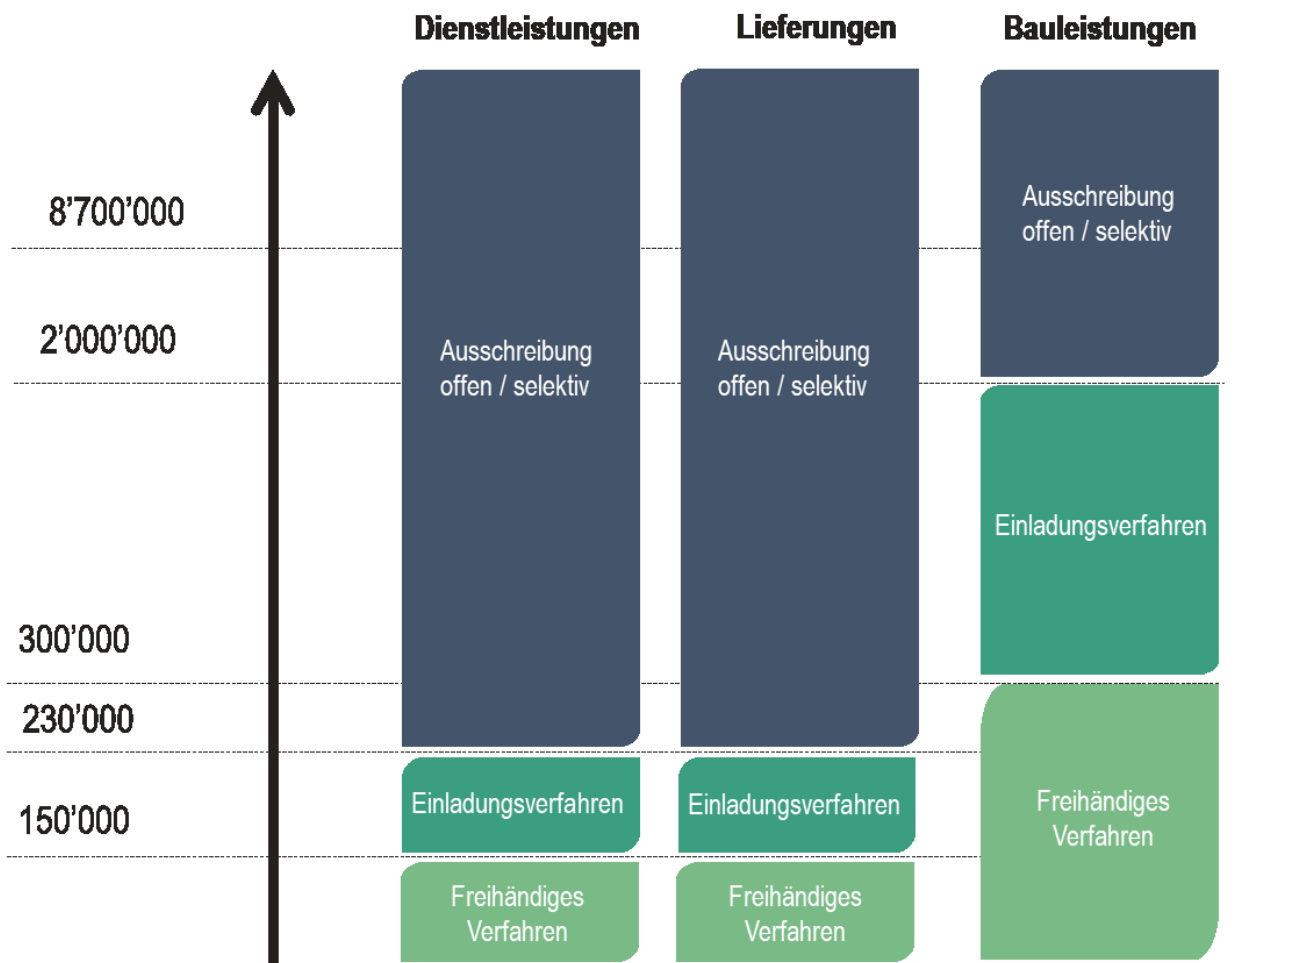 Dienstleistungen
Lieferungen
Bauleistungen
8’700’000
Ausschreibung
offen / selektiv
2’000’000
Ausschreibung
offen / selektiv
Ausschreibung
offen / selektiv
Einladungsverfahren
300’000
230’000
Einladungsverfahren
Einladungsverfahren
Freihändiges
Verfahren
150’000
Freihändiges
Verfahren
Freihändiges
Verfahren